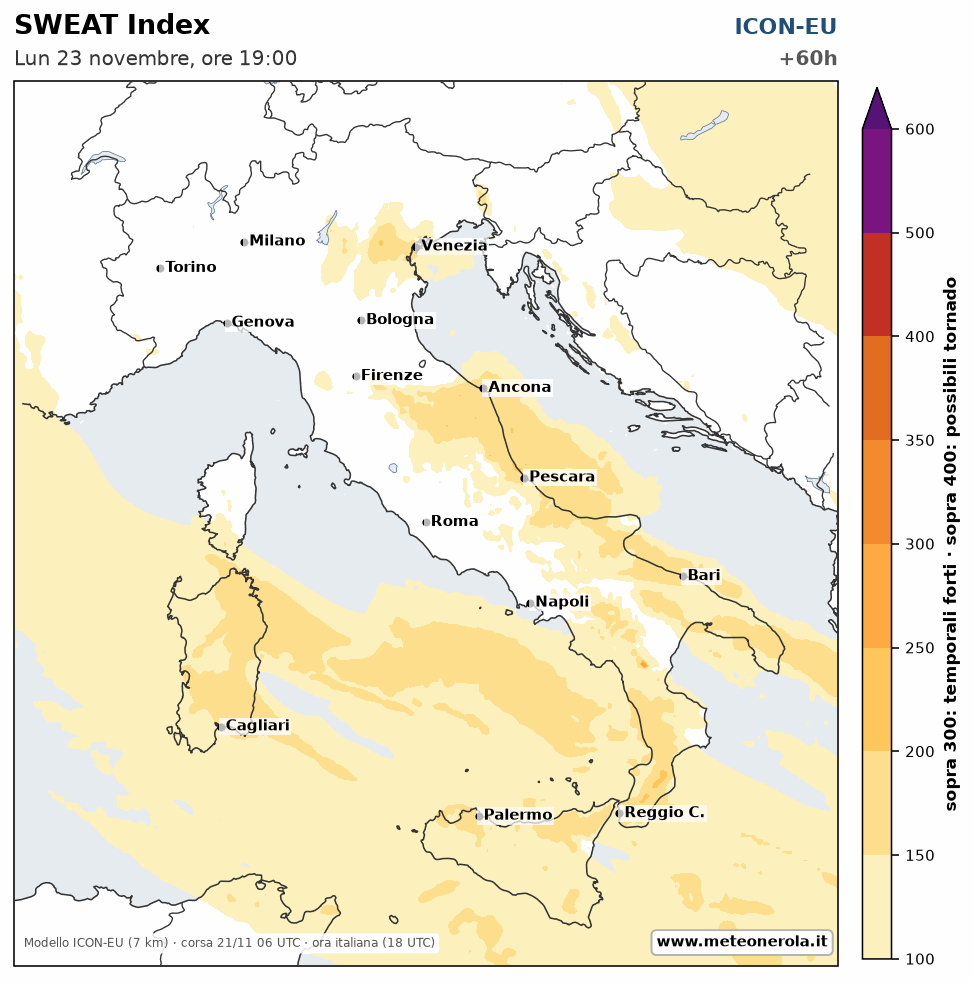 SWEAT Index
ICON-EU
Lun 23 novembre, ore 19:00
+60h
Milano
Venezia
Torino
Genova
Bologna
Firenze
Ancona
Pescara
Roma
Bari
Napoli
Cagliari
Palermo
Reggio C.
Modello ICON-EU (7 km) · corsa 21/11 06 UTC · ora italiana (18 UTC)
www.meteonerola.it
600
500
400
350
300
250
200
150
100
sopra 300: temporali forti · sopra 400: possibili tornado